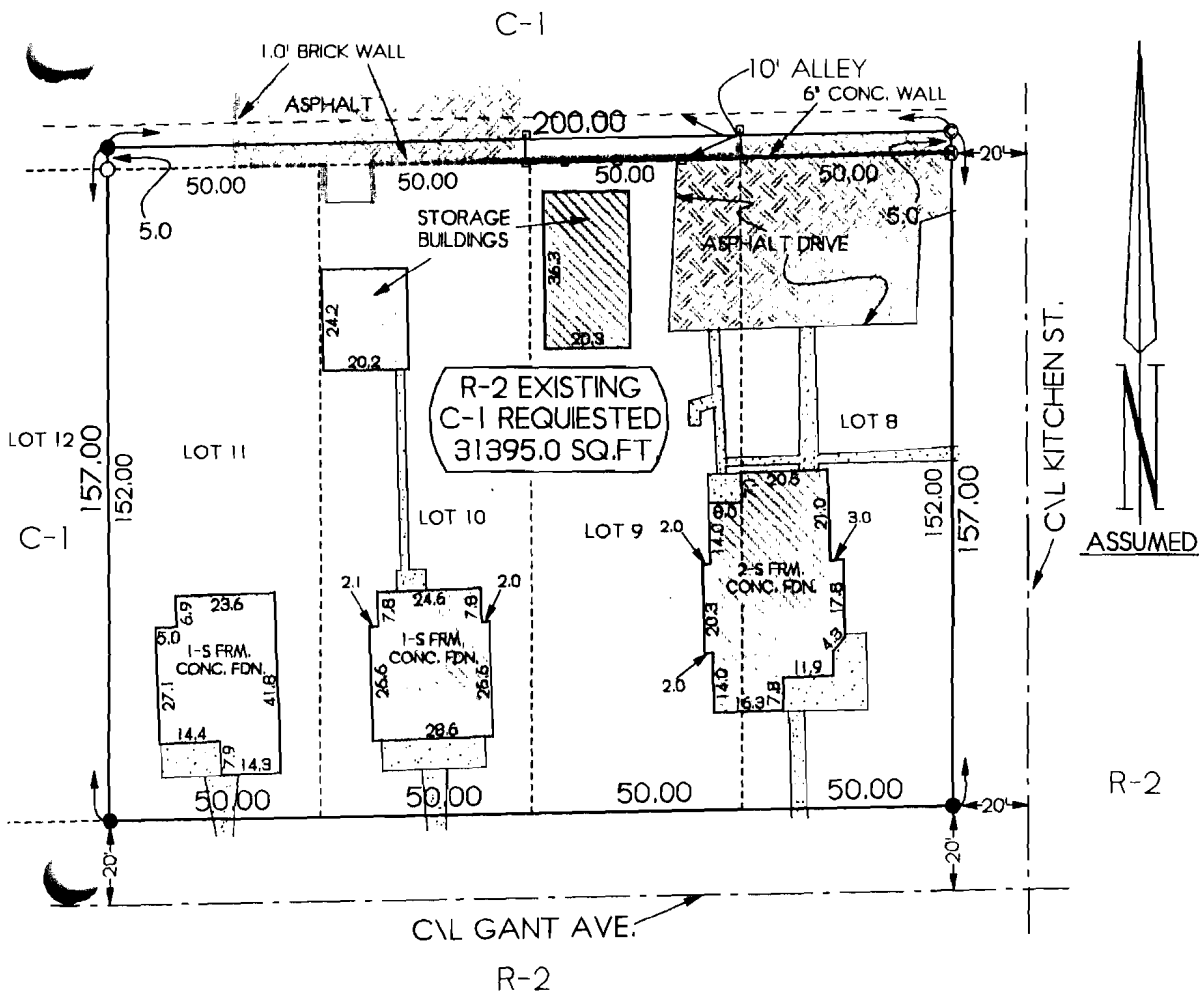 C-1
1.0' BRICK WALL
10' ALLEY
6" CONC. WALL
ASPHALT
200.00
20'
50.00
50.00
50.00
50.00
5.0
5.0
STORAGE
BUILDINGS
ASPHALT DRIVE
36.3
24.2
20.2
20.3
R-2 EXISTING
C-1 REQUIESTED
31395.0 SQ.FT.
C\L KITCHEN ST.
LOT 12
LOT 11
LOT 8
157.00
152.00
152.00
157.00
C-1
LOT 10
LOT 9
ASSUMED
N
20.5
8.0
21.0
14.0
2.0
3.0
2-S FRM.
CONC. FDN.
20.3
17.8
4.3
2.0
14.0
11.9
7.8
16.3
2.1
24.6
2.0
7.8
7.8
1-S FRM.
CONC. FDN.
26.6
26.6
28.6
6.9
23.6
5.0
1-S FRM.
CONC. FDN.
27.1
41.8
14.4
7.9
14.3
50.00
50.00
50.00
50.00
20'
R-2
20'
20'
C\L GANT AVE.
R-2